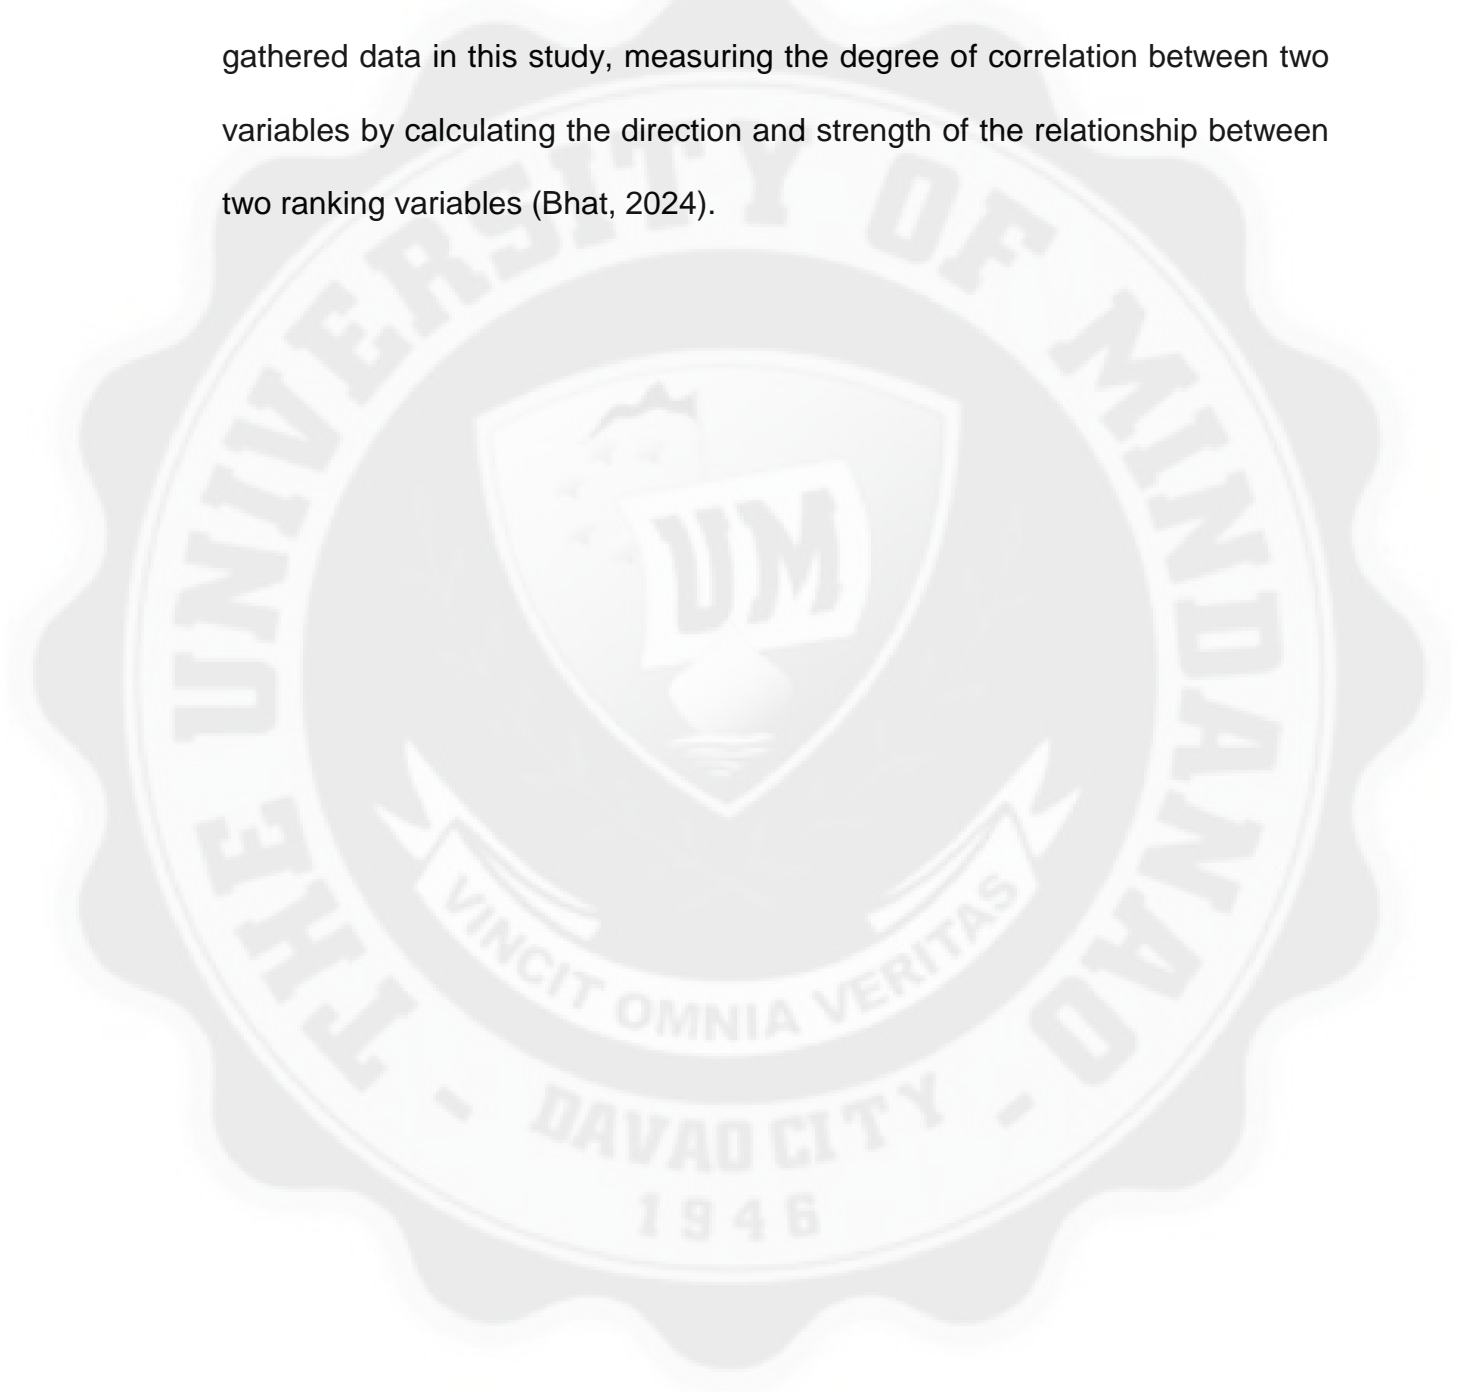 gathered data in this study, measuring the degree of correlation between two
variables by calculating the direction and strength of the relationship between
two ranking variables (Bhat, 2024).
THE UNIVERSITY OF MINDANAO
UM
VINCIT OMNIA VERITAS
- DAVAO CITY -
1946